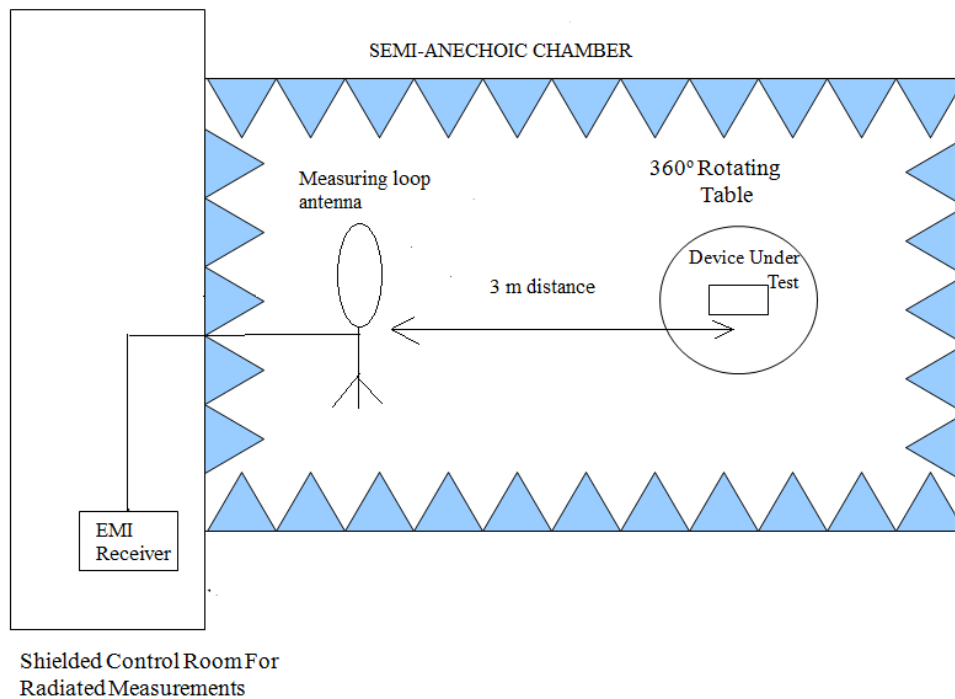 SEMI-ANECHOIC CHAMBER
Measuring loop
antenna
360º Rotating
Table
Device Under
Test
3 m distance
EMI
Receiver
Shielded Control Room For
Radiated Measurements